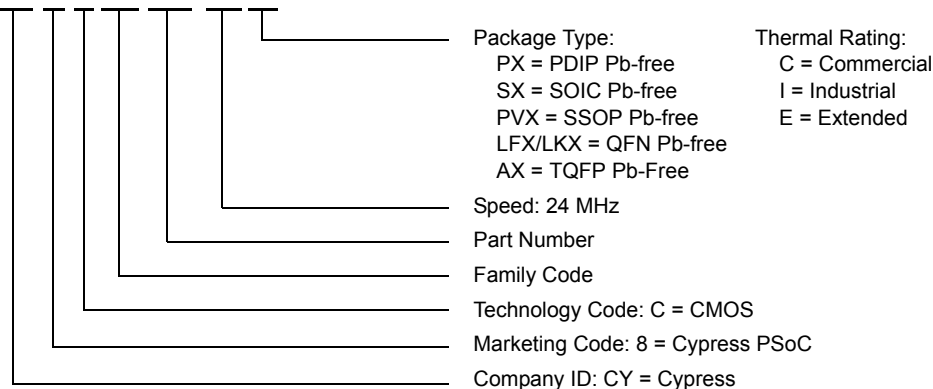 Package Type:
PX = PDIP Pb-free
SX = SOIC Pb-free
PVX = SSOP Pb-free
LFX/LKX = QFN Pb-free
AX = TQFP Pb-Free
Thermal Rating:
C = Commercial
I = Industrial
E = Extended
Speed: 24 MHz
Part Number
Family Code
Technology Code: C = CMOS
Marketing Code: 8 = Cypress PSoC
Company ID: CY = Cypress